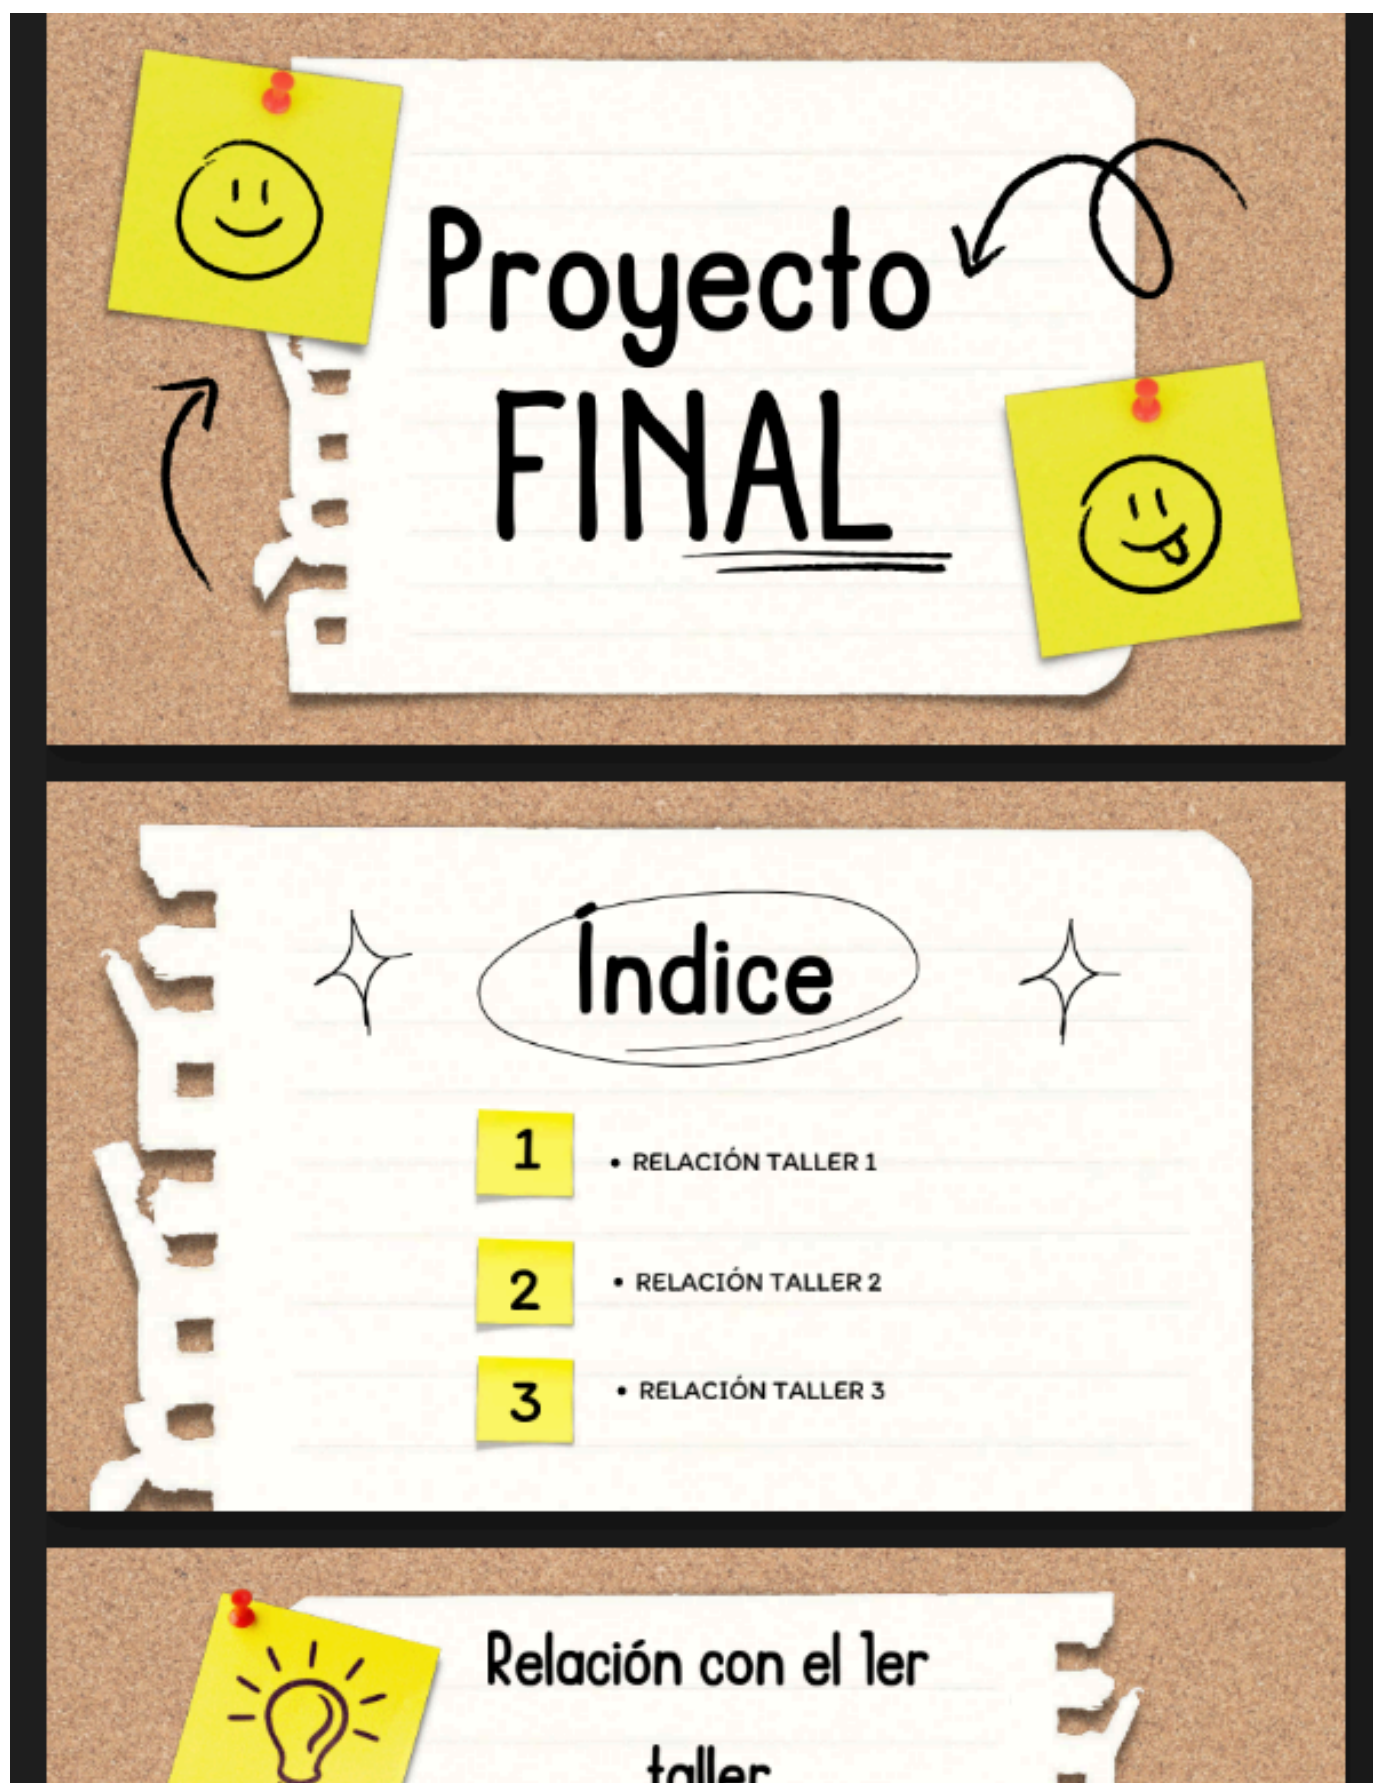 Proyecto
FINAL
Índice
1
• RELACIÓN TALLER 1
2
• RELACIÓN TALLER 2
3
• RELACIÓN TALLER 3
Relación con el 1er
taller